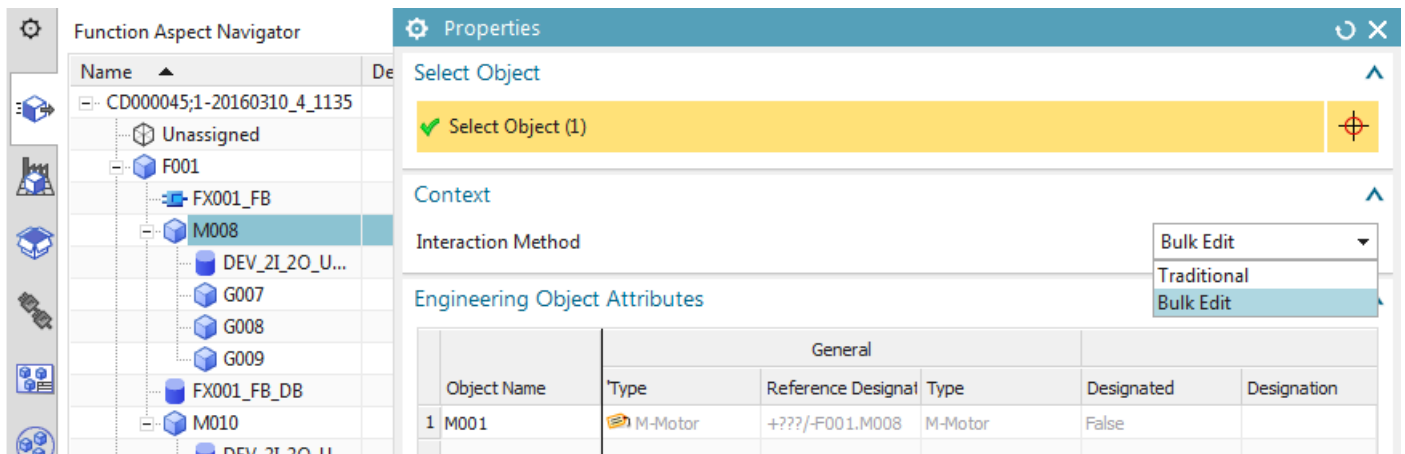 Function Aspect Navigator
Properties
Name De
Select Object
CD000045;1-20160310_4_1135
Select Object (1)
Unassigned
F001
FX001_FB
Context
M008
Interaction Method Bulk Edit
DEV_2I_2O_U...
Traditional
G007
Engineering Object Attributes
Bulk Edit
G008
General
G009
Object Name 'Type Reference Designat Type Designated Designation
FX001_FB_DB
1 M001 M-Motor +???/-F001.M008 M-Motor False
M010
DEV_2I_2O_U...